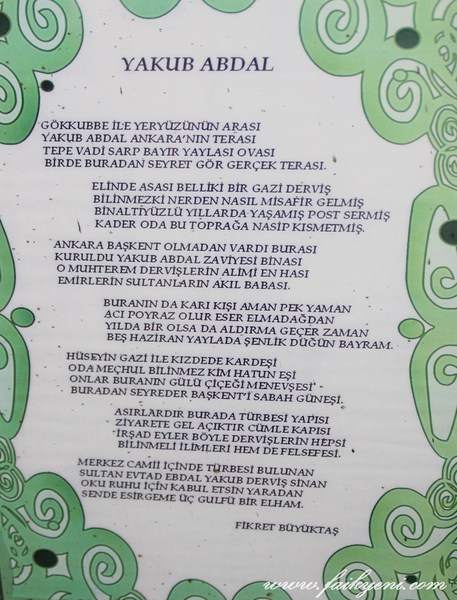 YAKUB ABDAL
GÖKKUBBE İLE YERYÜZÜNÜN ARASI
YAKUB ABDAL ANKARA'NIN TERASI
TEPE VADİ SARP BAYIR YAYLASI OVASI
BİRDE BURADAN SEYRET GÖR GERÇEK TERASI.
ELİNDE ASASI BELLİKİ BİR GAZİ DERVİŞ
BİLİNMEZKİ NERDEN NASIL MİSAFİR GELMİŞ
BİNALTIYÜZLÜ YILLARDA YAŞAMIŞ POST SERMİŞ
KADER ODA BU TOPRAĞA NASIP KISMETMİŞ.
ANKARA BAŞKENT OLMADAN VARDI BURASI
KURULDU YAKUB ABDAL ZAVİYESİ BİNASI
O MUHTEREM DERVİŞLERİN ALİMİ EN HASI
EMİRLERİN SULTANLARIN AKIL BABASI.
BURANIN DA KARI KIŞI AMAN PEK YAMAN
ACI POYRAZ OLUR ESER ELMADAĞDAN
YILDA BİR OLSA DA ALDIRMA GEÇER ZAMAN
BEŞ HAZİRAN YAYLADA ŞENLİK DÜĞÜN BAYRAM.
HÜSEYİN GAZİ İLE KIZDEDE KARDEŞİ
ODA MEÇHUL BİLİNMEZ KİM HATUN EŞİ
ONLAR BURANIN GÜLÜ ÇİÇEĞİ MENEVŞESİ
BURADAN SEYREDER BAŞKENT'İ SABAH GÜNEŞİ.
ASIRLARDIR BURADA TÜRBESİ YAPISI
ZİYARETE GEL AÇIKTIR CÜMLE KAPISI
İRŞAD EYLER BÖYLE DERVİŞLERİN HEPSİ
BİLİNMELİ İLİMLERİ HEM DE FELSEFESİ.
MERKEZ CAMİİ İÇİNDE TÜRBESİ BULUNAN
SULTAN EVTAD EBDAL YAKUB DERVİŞ SİNAN
OKU RUHU İÇİN KABUL ETSİN YARADAN
SENDE ESİRGEME ÜÇ GULFÜ BİR ELHAM.
FİKRET BÜYÜKTAŞ
www.faikyeni.com